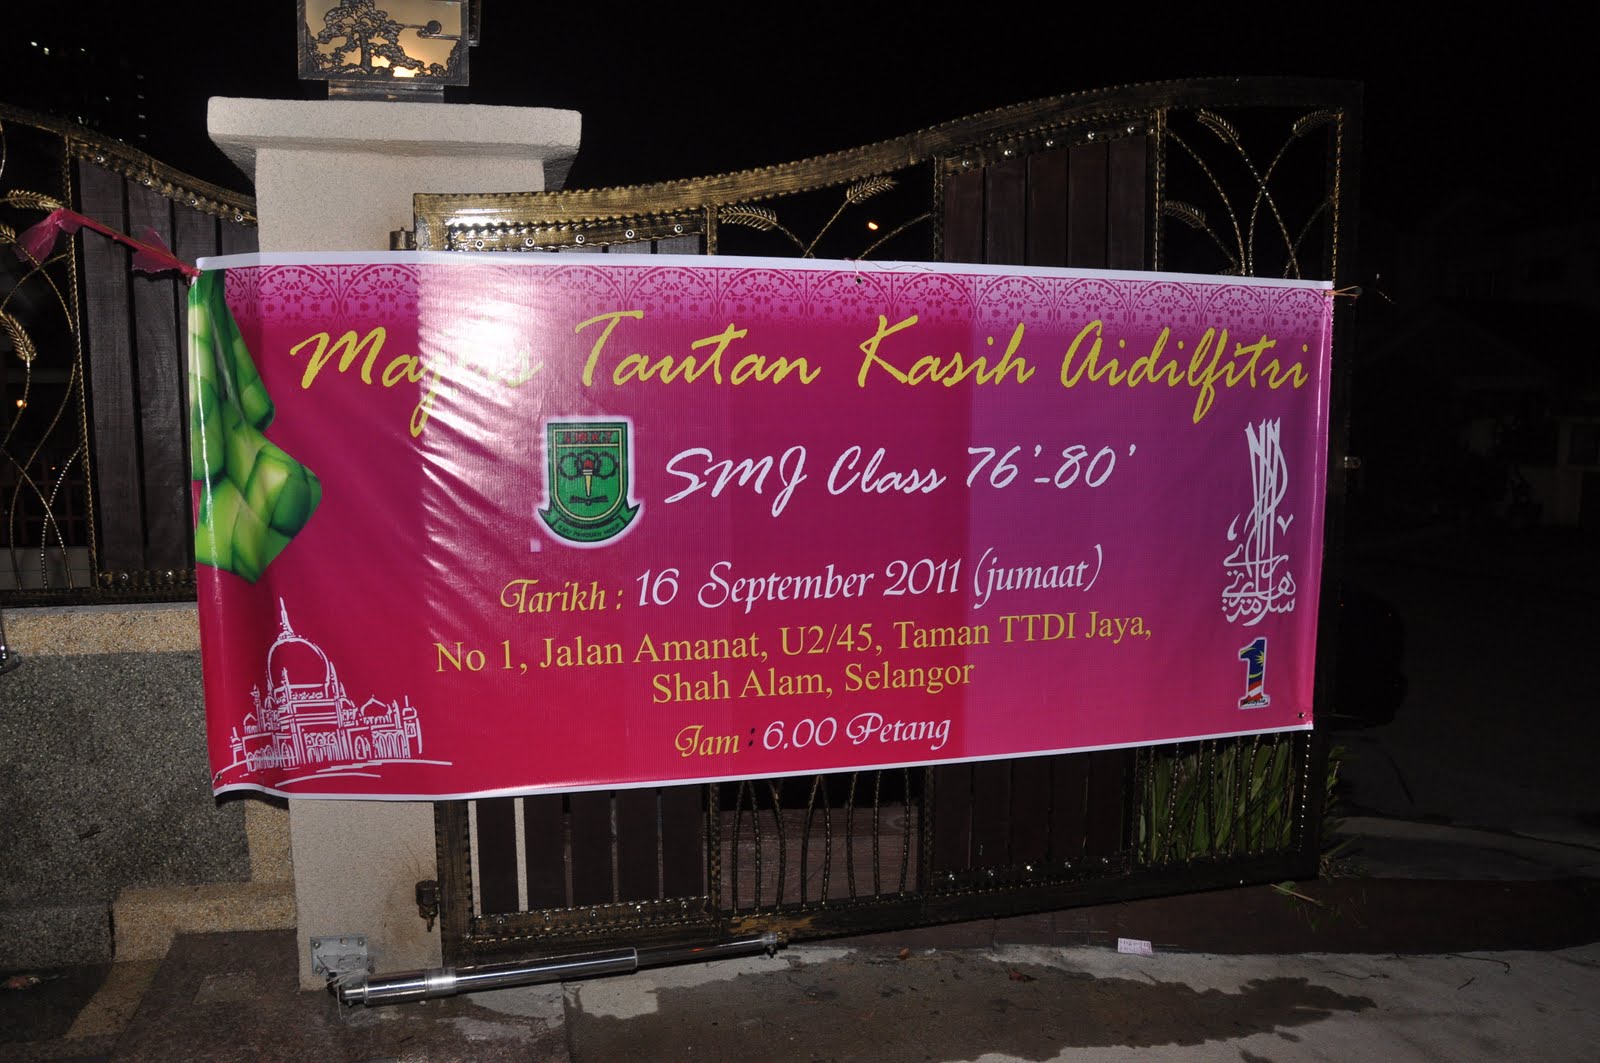 Majlis Tautan Kasih Aidilfitri
SMJ Class 76'-80'
Tarikh : 16 September 2011 (jumaat)
No 1, Jalan Amanat, U2/45, Taman TTDI Jaya,
Shah Alam, Selangor
Jam : 6.00 Petang
1